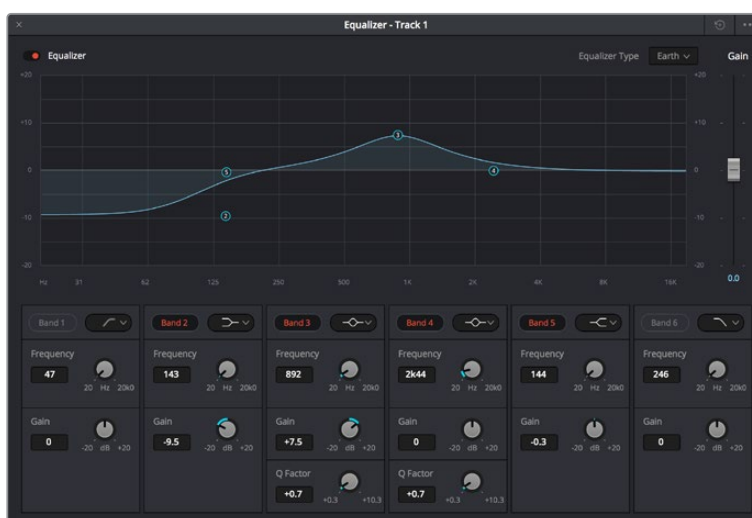 Equalizer - Track 1
Equalizer
Equalizer Type Earth Gain
+20 +20
+10 +10
0 0
-10 -10
-20 -20
5 2 3 4
Hz 31 62 125 250 500 1K 2K 4K 8K 16K
0.0
Band 1 Band 2 Band 3 Band 4 Band 5 Band 6
Frequency Frequency Frequency Frequency Frequency Frequency
47 143 892 2k44 144 246
20 Hz 20k0 20 Hz 20k0 20 Hz 20k0 20 Hz 20k0 20 Hz 20k0 20 Hz 20k0
Gain Gain Gain Gain Gain Gain
0 -9.5 +7.5 0 -0.3 0
-20 dB +20 -20 dB +20 -20 dB +20 -20 dB +20 -20 dB +20 -20 dB +20
Q Factor Q Factor
+0.7 +0.7
+0.3 +10.3 +0.3 +10.3